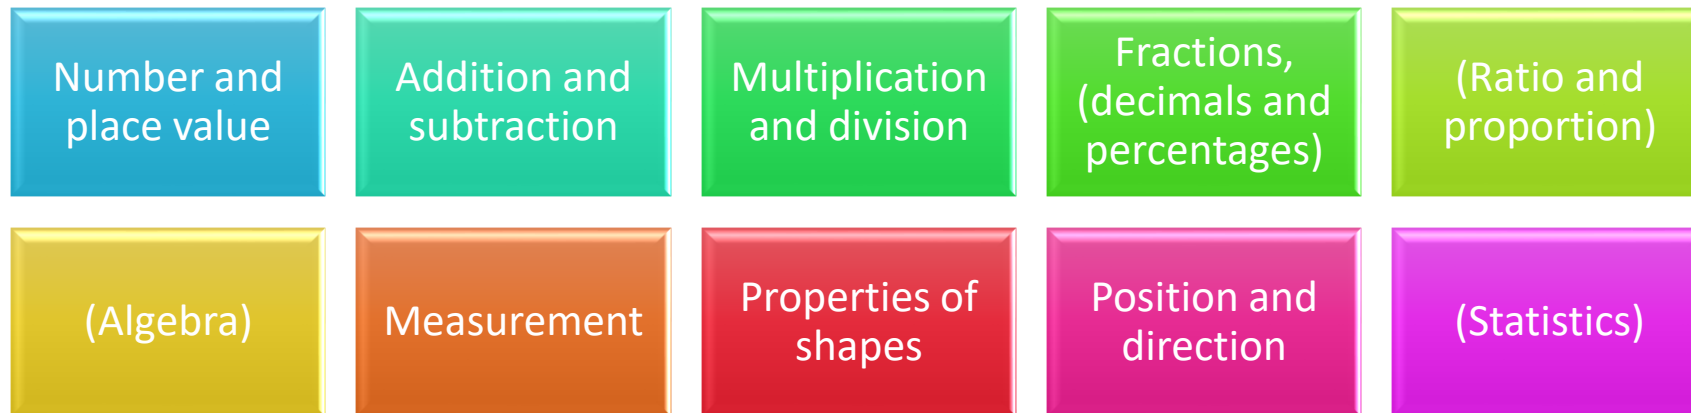 Number and
place value
Addition and
subtraction
Multiplication
and division
Fractions,
(decimals and
percentages)
(Ratio and
proportion)
(Algebra)
Measurement
Properties of
shapes
Position and
direction
(Statistics)